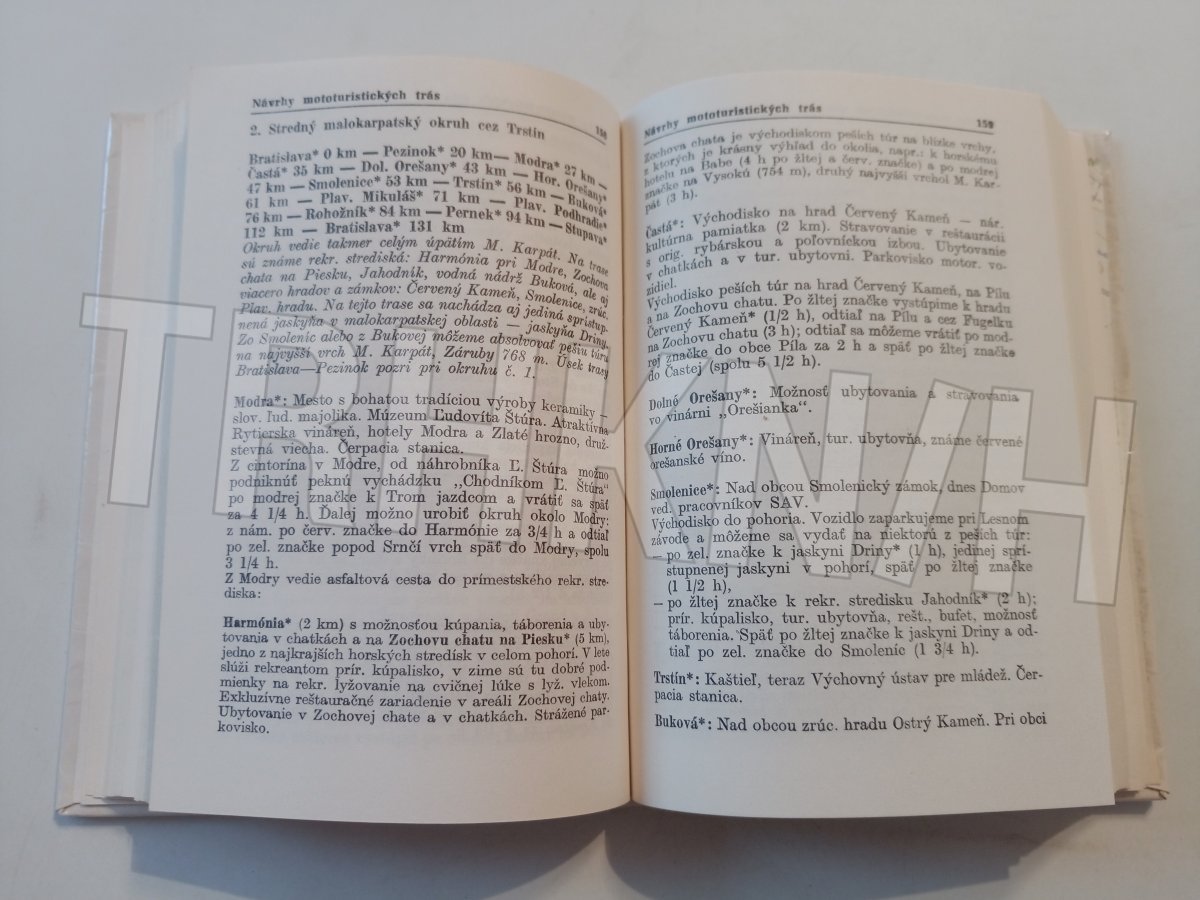 Návrhy mototuristických trás
158
2. Stredný malokarpatský okruh cez Trstín
Bratislava* 0 km — Pezinok* 20 km— Modra* 27 km —
Častá* 35 km — Dol. Orešany* 43 km — Hor. Orešany*
47 km — Smolenice* 53 km — Trstín* 56 km — Buková*
61 km — Plav. Mikuláš* 71 km — Plav. Podhradie*
76 km — Rohožník* 84 km — Pernek* 94 km — Stupava*
112 km — Bratislava* 131 km
Okruh vedie takmer celým úpätím M. Karpát. Na trase
sú známe rekr. strediská: Harmónia pri Modre, Zochova
chata na Piesku, Jahodník, vodná nádrž Buková, ale aj
viacero hradov a zámkov: Červený Kameň, Smolenice, zrúc.
Plav. hradu. Na tejto trase sa nachádza aj jediná sprístup-
nená jaskyňa v malokarpatskej oblasti — jaskyňa Driny.
Zo Smoleníc alebo z Bukovej môžeme absolvovať pešiu túru
na najvyšší vrch M. Karpát, Záruby 768 m. Úsek trasy
Bratislava—Pezinok pozri pri okruhu č. 1.
Modra*: Mesto s bohatou tradíciou výroby keramiky –
slov. ľud. majolika. Múzeum Ľudovíta Štúra. Atraktívna
Rytierska vináreň, hotely Modra a Zlaté hrozno, druž-
stevná viecha. Čerpacia stanica.
Z cintorína v Modre, od náhrobníka Ľ. Štúra možno
podniknúť peknú vychádzku „Chodníkom Ľ. Štúra“
po modrej značke k Trom jazdcom a vrátiť sa späť
za 4 1/4 h. Ďalej možno urobiť okruh okolo Modry:
z nám. po červ. značke do Harmónie za 3/4 h a odtiaľ
po zel. značke popod Srnčí vrch späť do Modry, spolu
3 1/4 h.
Z Modry vedie asfaltová cesta do prímestského rekr. stre-
diska:
Harmónia* (2 km) s možnosťou kúpania, táborenia a uby-
tovania v chatkách a na Zochovu chatu na Piesku* (5 km),
jedno z najkrajších horských stredísk v celom pohorí. V lete
slúži rekreantom prír. kúpalisko, v zime sú tu dobré pod-
mienky na rekr. lyžovanie na cvičnej lúke s lyž. vlekom.
Exkluzívne reštauračné zariadenie v areáli Zochovej chaty.
Ubytovanie v Zochovej chate a v chatkách. Strážené par-
kovisko.
Návrhy mototuristických trás
159
Zochova chata je východiskom peších túr na blízke vrchy,
z ktorých je krásny výhľad do okolia, napr.: k horskému
hotelu na Babe (4 h po žltej a červ. značke) a po modrej
značke na Vysokú (754 m), druhý najvyšší vrchol M. Kar-
pát (3 h).
Častá*: Východisko na hrad Červený Kameň — nár.
kultúrna pamiatka (2 km). Stravovanie v reštaurácii
s orig. rybárskou a poľovníckou izbou. Ubytovanie
v chatkách a v tur. ubytovni. Parkovisko motor. vo-
zidiel.
Východisko peších túr na hrad Červený Kameň, na Pílu
a na Zochovu chatu. Po žltej značke vystúpime k hradu
Červený Kameň* (1/2 h), odtiaľ na Pílu a cez Fugelku
na Zochovu chatu (3 h); odtiaľ sa môžeme vrátiť po mod-
rej značke do obce Píla za 2 h a späť po žltej značke
do Častej (spolu 5 1/2 h).
Dolné Orešany*: Možnosť ubytovania a stravovania
vo vinárni „Orešianka“.
Horné Orešany*: Vináreň, tur. ubytovňa, známe červené
orešanské víno.
Smolenice*: Nad obcou Smolenický zámok, dnes Domov
ved. pracovníkov SAV.
Východisko do pohoria. Vozidlo zaparkujeme pri Lesnom
závode a môžeme sa vydať na niektorú z peších túr:
— po zel. značke k jaskyni Driny* (1 h), jedinej sprí-
stupnenej jaskyni v pohorí, späť po žltej značke
(1 1/2 h),
— po žltej značke k rekr. stredisku Jahodník* (2 h);
prír. kúpalisko, tur. ubytovňa, rešt., bufet, možnosť
táborenia. Späť po žltej značke k jaskyni Driny a od-
tiaľ po zel. značke do Smoleníc (1 3/4 h).
Trstín*: Kaštieľ, teraz Výchovný ústav pre mládež. Čer-
pacia stanica.
Buková*: Nad obcou zrúc. hradu Ostrý Kameň. Pri obci